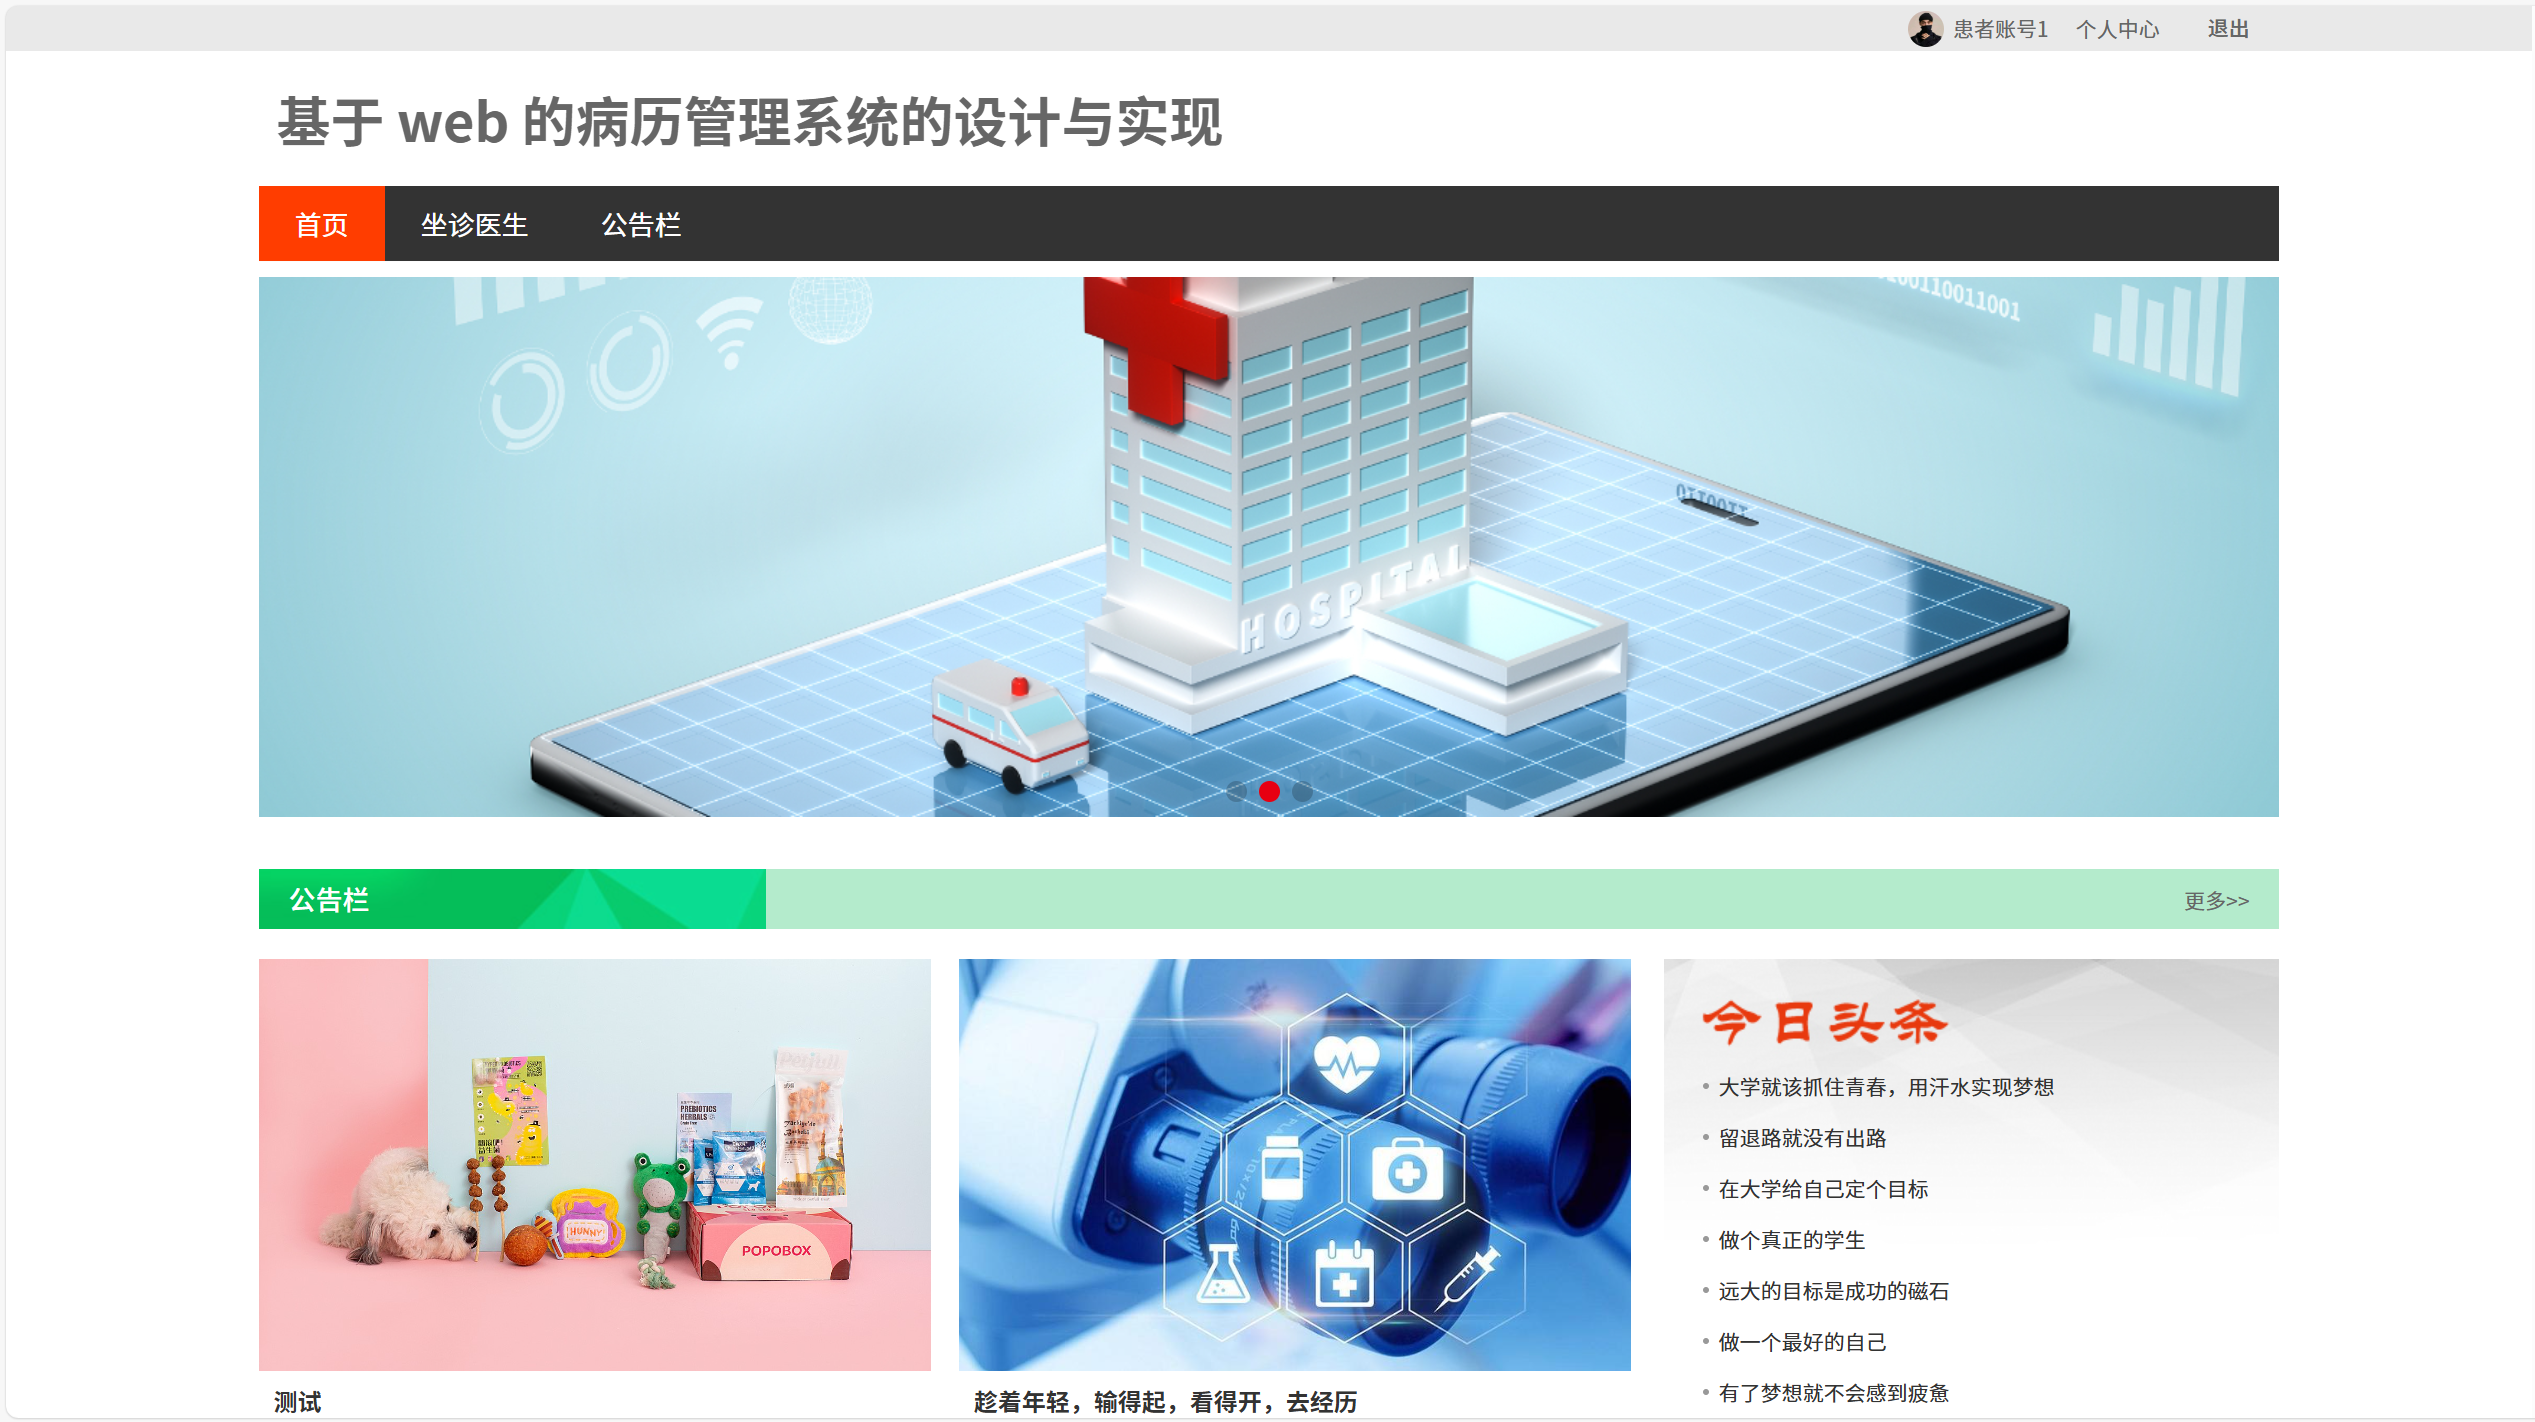 患者账号1 个人中心 退出
基于 web 的病历管理系统的设计与实现
首页 坐诊医生 公告栏
0110011001
HOSPITAL
公告栏 更多>>
PREBIOTICS
HERBALS
HUNNY
POPOBOX
今日头条
大学就该抓住青春，用汗水实现梦想
留退路就没有出路
在大学给自己定个目标
做个真正的学生
远大的目标是成功的磁石
做一个最好的自己
有了梦想就不会感到疲惫
测试
趁着年轻，输得起，看得开，去经历